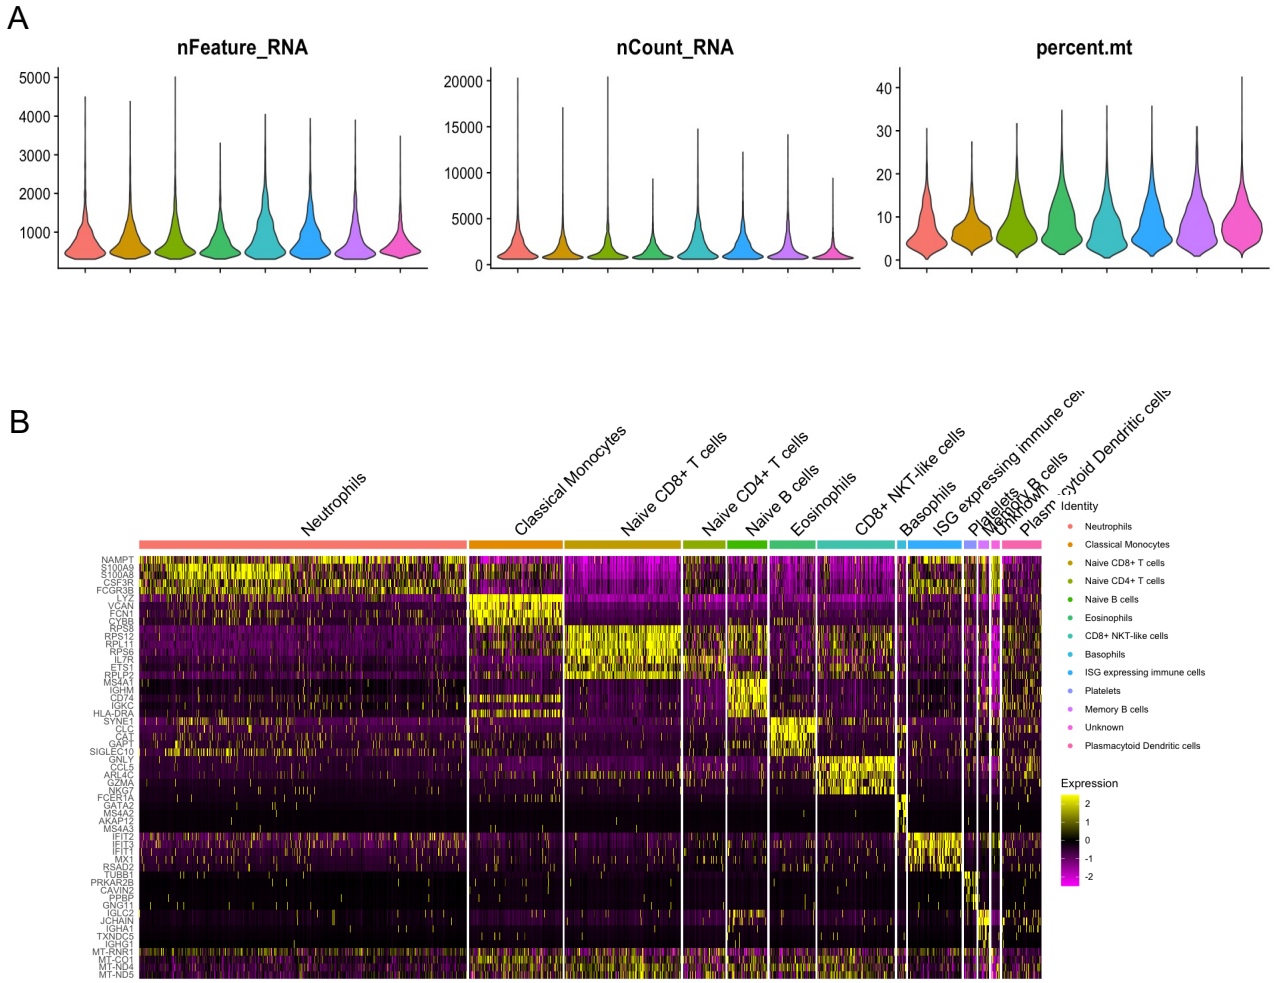 A
nFeature_RNA
nCount_RNA
percent.mt
5000
4000
3000
2000
1000
20000
15000
10000
5000
0
40
30
20
10
0
B
Neutrophils
Classical Monocytes
Naive CD8+ T cells
Naive CD4+ T cells
Naive B cells
Eosinophils
CD8+ NKT-like cells
Basophils
ISG expressing immune cel
Platelets
Memory B cells
Unknown
Plasmacytoid Dendritic cells
NAMPT
S100A9
S100A8
CSF3R
FCGR3B
LYZ
VCAN
FCN1
CYBB
RPS8
RPS12
RPL11
RPS6
IL7R
ETS1
RPLP2
MS4A1
IGHM
CD74
IGKC
HLA-DRA
SYNE1
CLC
CAT
GAPT
SIGLEC10
GNLY
CCL5
ARL4C
GZMA
NKG7
FCER1A
GATA2
MS4A2
AKAP12
MS4A3
IFIT2
IFIT3
IFIT1
MX1
RSAD2
TUBB1
PRKAR2B
CAVIN2
PPBP
GNG11
IGLC2
JCHAIN
IGHA1
TXNDC5
IGHG1
MT-RNR1
MT-CO1
MT-ND4
MT-ND5
Identity
Neutrophils
Classical Monocytes
Naive CD8+ T cells
Naive CD4+ T cells
Naive B cells
Eosinophils
CD8+ NKT-like cells
Basophils
ISG expressing immune cells
Platelets
Memory B cells
Unknown
Plasmacytoid Dendritic cells
Expression
2
1
0
-1
-2